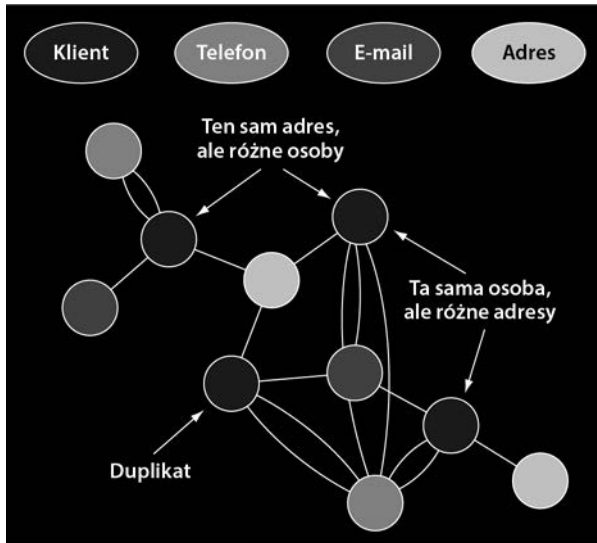 Klient
Telefon
E-mail
Adres
Ten sam adres,
ale różne osoby
Ta sama osoba,
ale różne adresy
Duplikat